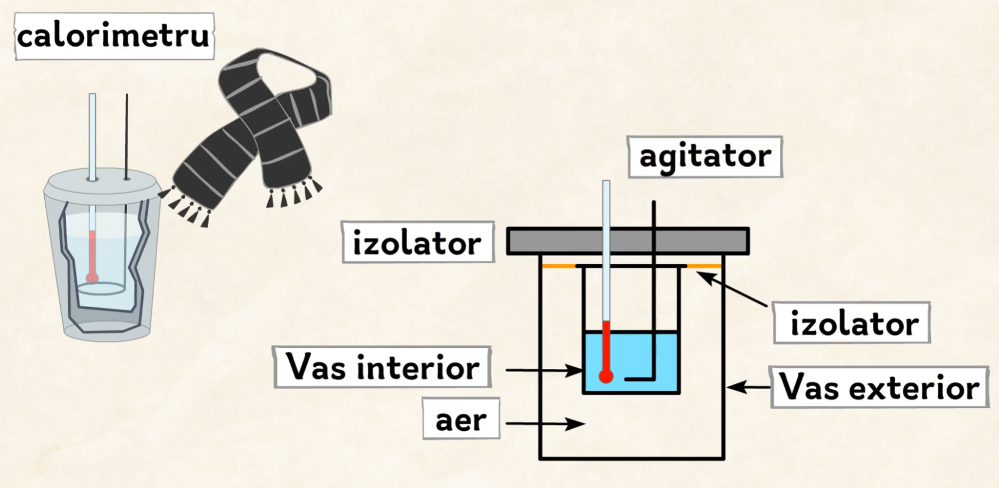 calorimetru
agitator
izolator
izolator
Vas interior
Vas exterior
aer